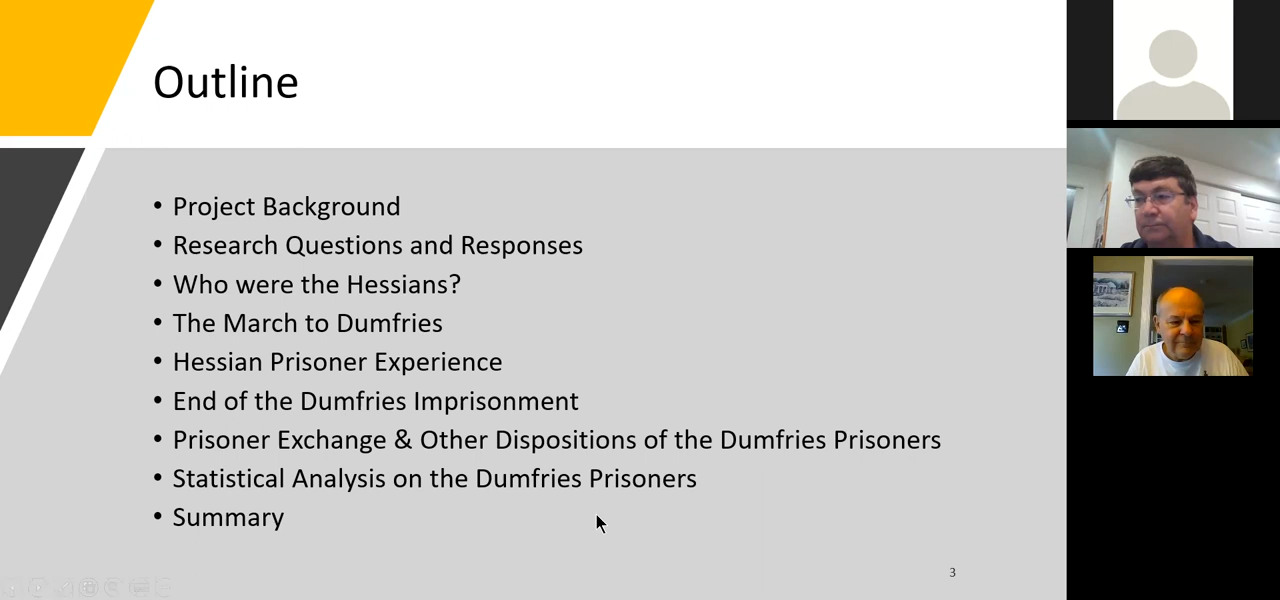 Outline
• Project Background
• Research Questions and Responses
• Who were the Hessians?
• The March to Dumfries
• Hessian Prisoner Experience
• End of the Dumfries Imprisonment
• Prisoner Exchange & Other Dispositions of the Dumfries Prisoners
• Statistical Analysis on the Dumfries Prisoners
• Summary
3